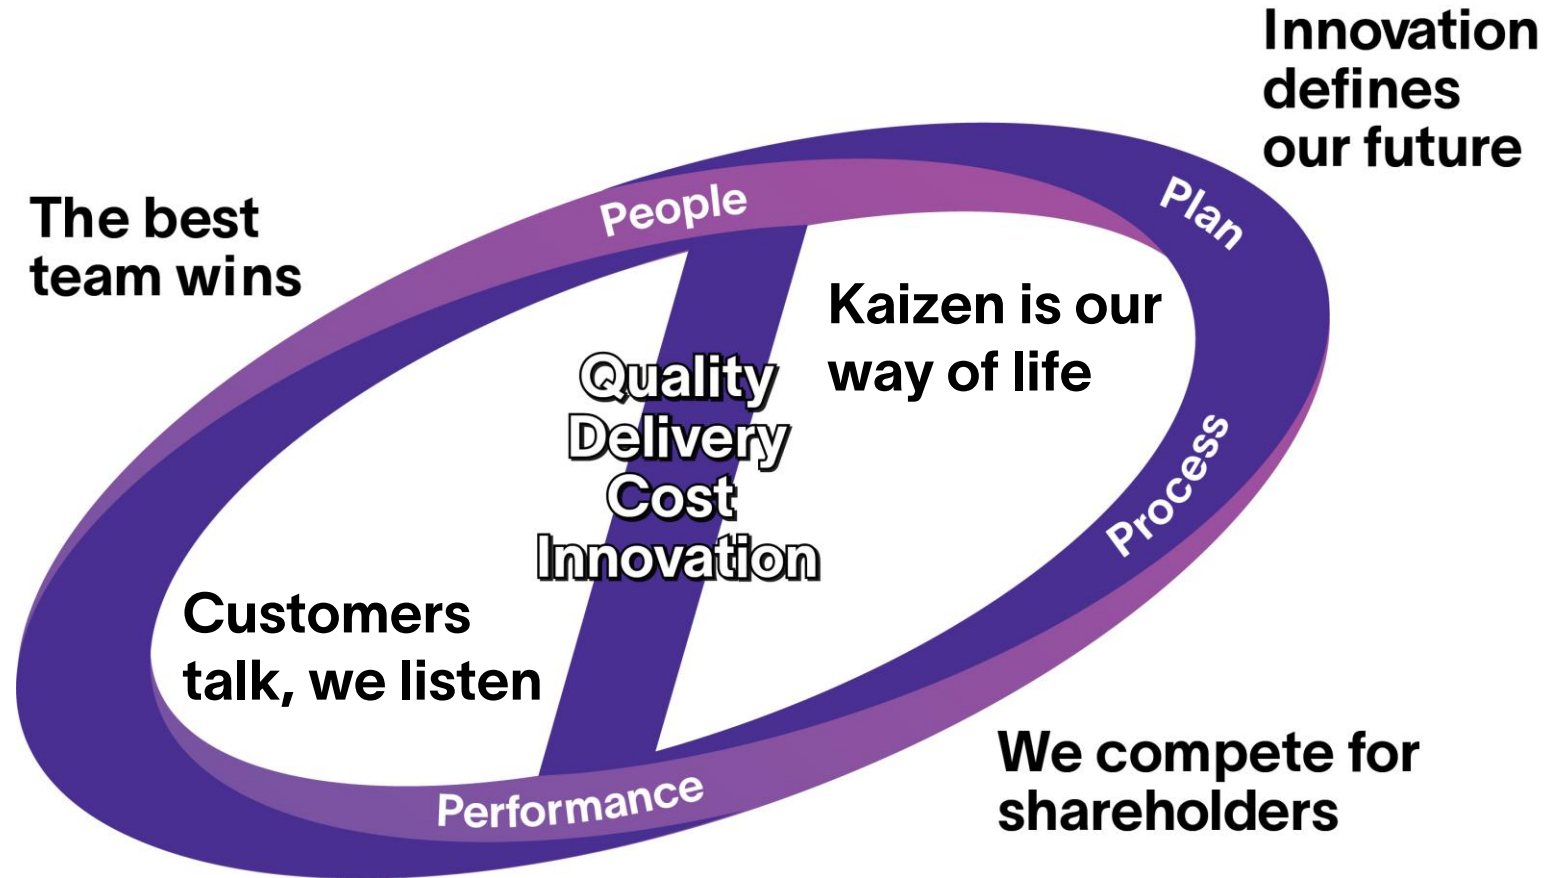 Innovation
defines
our future
The best
team wins
People
Plan
Kaizen is our
way of life
Quality
Delivery
Cost
Innovation
Process
Customers
talk, we listen
We compete for
shareholders
Performance